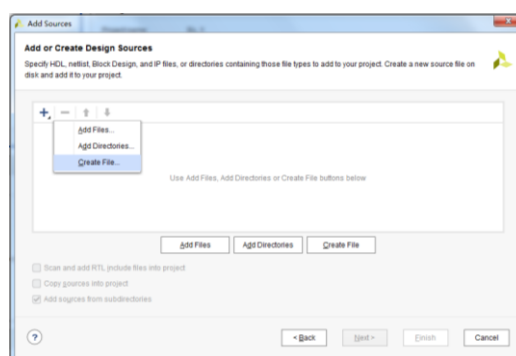 Add Sources
Add or Create Design Sources
Specify HDL, netlist, Block Design, and IP files, or directories containing those file types to add to your project. Create a new source file on
disk and add it to your project.
Add Files...
Add Directories...
Create File...
Use Add Files, Add Directories or Create File buttons below
Add Files Add Directories Create File
Scan and add RTL include files into project
Copy sources into project
Add sources from subdirectories
? < Back Next > Finish Cancel